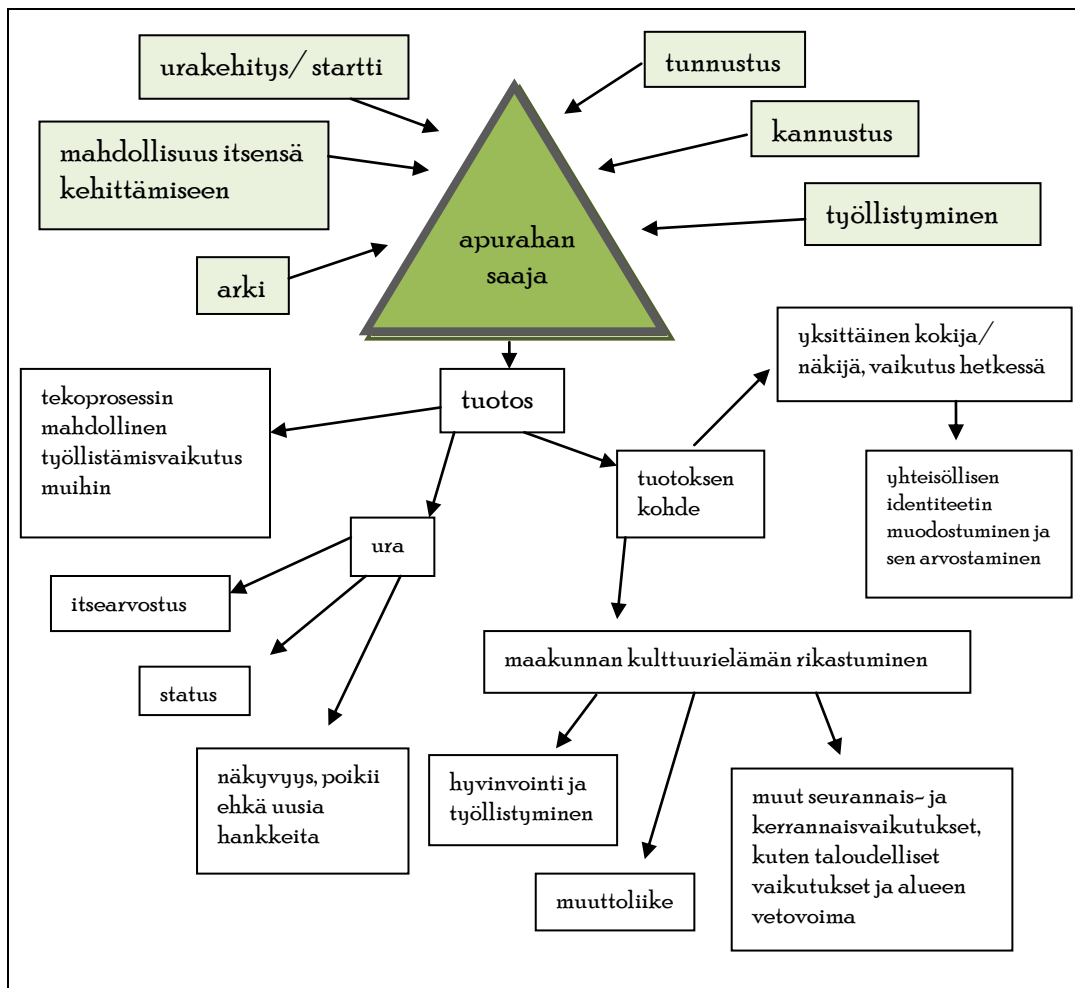 urakehitys/ startti
tunnustus
mahdollisuus itsensä
kehittämiseen
kannustus
työllistyminen
arki
apurahan
saaja
yksittäinen kokija/
näkijä, vaikutus hetkessä
tekoprosessin
mahdollinen
työllistämisvaikutus
muihin
tuotos
tuotoksen
kohde
yhteisöllisen
identiteetin
muodostuminen ja
sen arvostaminen
ura
itsearvostus
status
maakunnan kulttuurielämän rikastuminen
näkyvyys, poikii
ehkä uusia
hankkeita
hyvinvointi ja
työllistyminen
muuttoliike
muut seurannais- ja
kerrannaisvaikutukset,
kuten taloudelliset
vaikutukset ja alueen
vetovoima